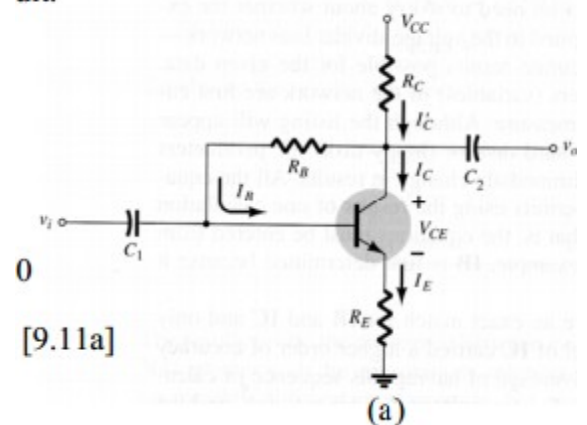 V_CC
R_C
I'_C
R_B
v_o
I_C
C_2
I_B
+
v_i
V_CE
C_1
−
0
I_E
R_E
[9.11a]
(a)